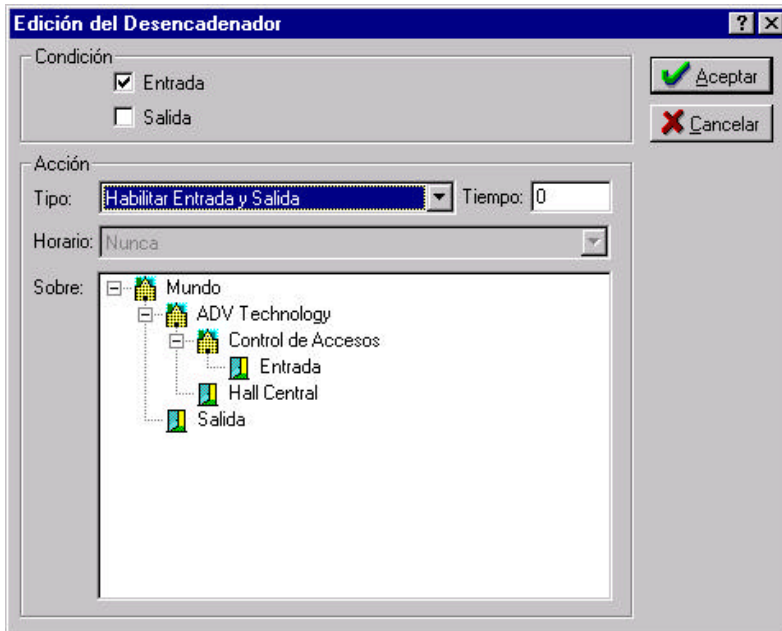 Edición del Desencadenador
Condición
Entrada
Salida
Aceptar
Cancelar
Acción
Tipo: Habilitar Entrada y Salida Tiempo: 0
Horario: Nunca
Sobre: Mundo
ADV Technology
Control de Accesos
Entrada
Hall Central
Salida